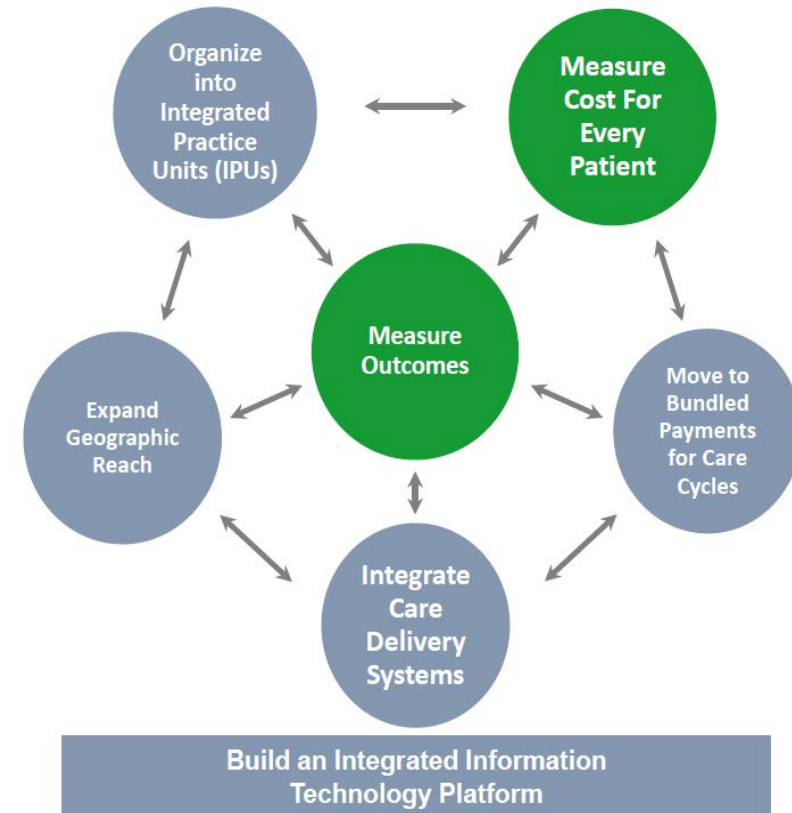 Organize
into
Integrated
Practice
Units (IPUs)
Measure
Cost For
Every
Patient
Measure
Outcomes
Expand
Geographic
Reach
Move to
Bundled
Payments
for Care
Cycles
Integrate
Care
Delivery
Systems
Build an Integrated Information
Technology Platform